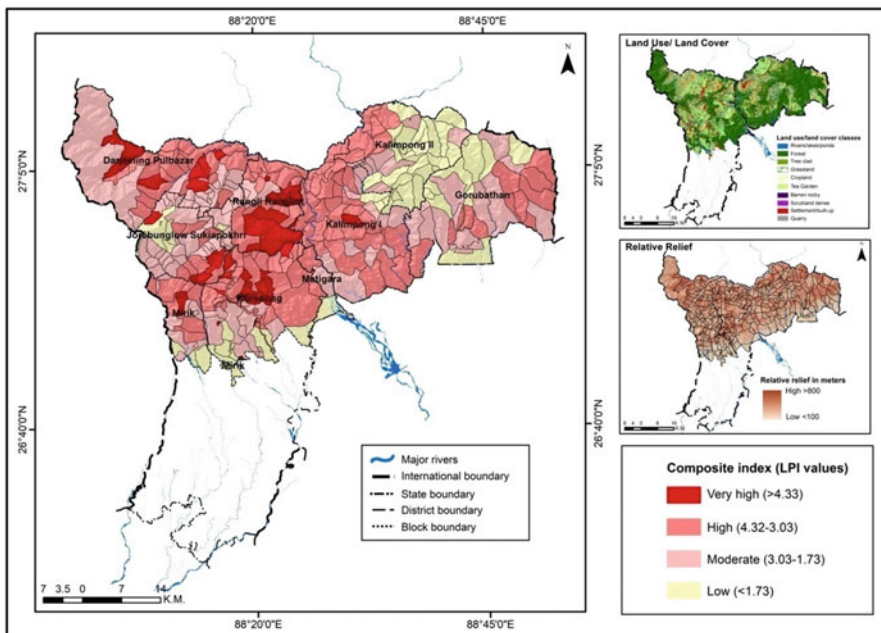 88°20'0"E
88°45'0"E
N
27°5'0"N
26°40'0"N
Darjeeling Pulbazar
Kalimpong II
Rangli Rangliot
Gorubathan
Kalimpong I
Jorebunglow Sukiapokhri
Matigara
Kurseong
Mirik
Mirik
Major rivers
International boundary
State boundary
District boundary
Block boundary
7 3.5 0 7 14
K.M.
88°20'0"E
88°45'0"E
27°5'0"N
26°40'0"N
Land Use/ Land Cover
N
Land use/land cover classes
Rivers/lakes/ponds
Forest
Tree clad
Grassland
Cropland
Tea Garden
Barren rocky
Scrubland dense
Settlement/built-up
Quarry
K.M.
Relative Relief
N
Relative relief in meters
High >800
Low <100
K.M.
Composite index (LPI values)
Very high (>4.33)
High (4.32-3.03)
Moderate (3.03-1.73)
Low (<1.73)